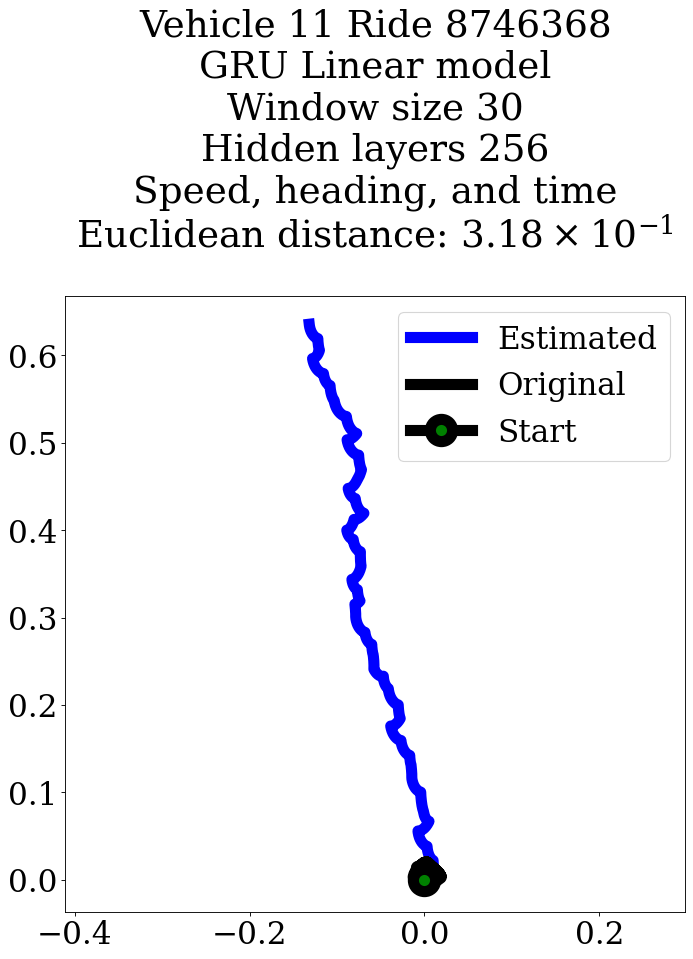 Vehicle 11 Ride 8746368
GRU Linear model
Window size 30
Hidden layers 256
Speed, heading, and time
Euclidean distance: 3.18 × 10⁻¹
Estimated
Original
Start
0.6
0.5
0.4
0.3
0.2
0.1
0.0
−0.4 −0.2 0.0 0.2